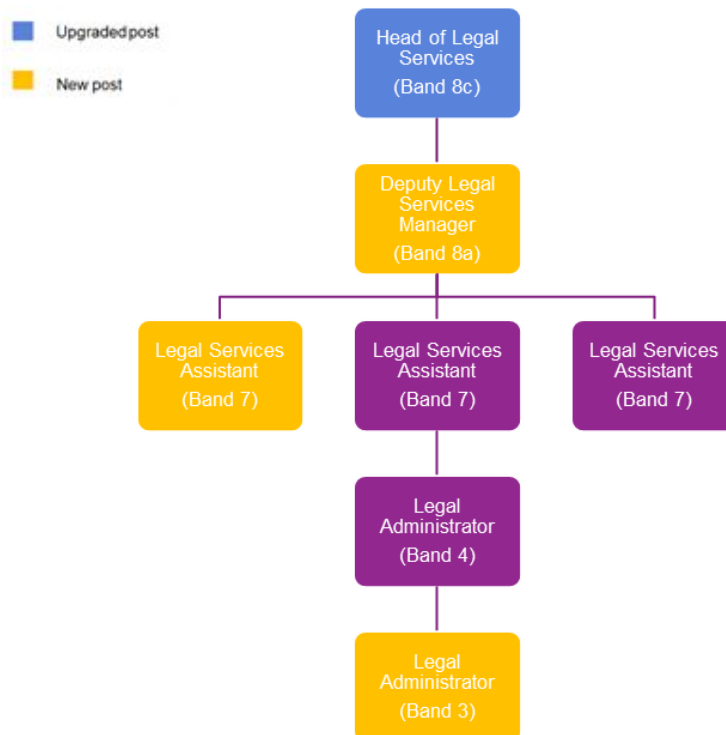 Upgraded post
New post
Head of Legal
Services
(Band 8c)
Deputy Legal
Services
Manager
(Band 8a)
Legal Services
Assistant
(Band 7)
Legal Services
Assistant
(Band 7)
Legal Services
Assistant
(Band 7)
Legal
Administrator
(Band 4)
Legal
Administrator
(Band 3)